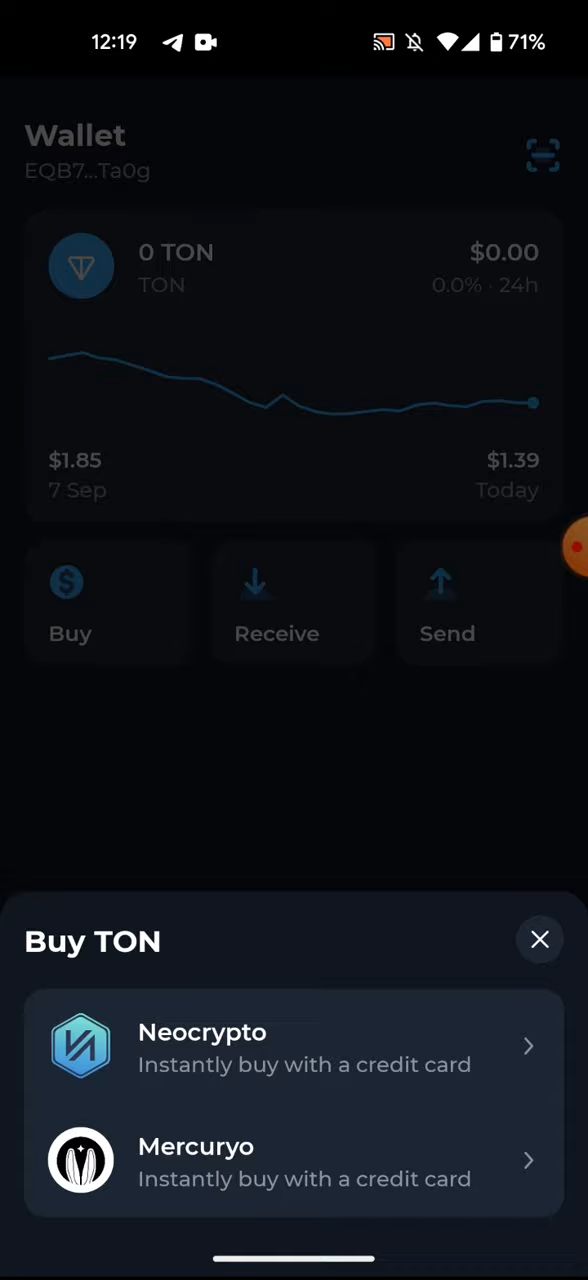 12:19
71%
Wallet
EQB7...Ta0g
0 TON
$0.00
TON
0.0% · 24h
$1.85
$1.39
7 Sep
Today
Buy
Receive
Send
Buy TON
Neocrypto
Instantly buy with a credit card
Mercuryo
Instantly buy with a credit card